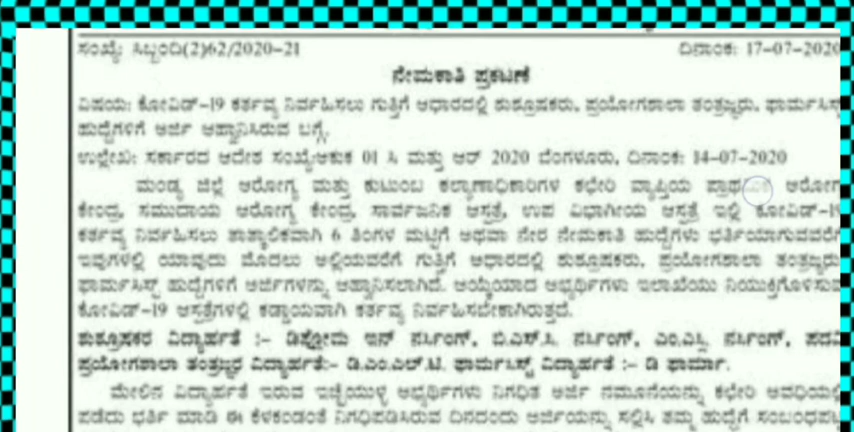 ಸಂಖ್ಯೆ: ಸಿಬ್ಬಂದಿ(2)62/2020-21 ದಿನಾಂಕ: 17-07-2020
ನೇಮಕಾತಿ ಪ್ರಕಟಣೆ
ವಿಷಯ: ಕೋವಿಡ್-19 ಕರ್ತವ್ಯ ನಿರ್ವಹಿಸಲು ಗುತ್ತಿಗೆ ಆಧಾರದಲ್ಲಿ ಶುಶ್ರೂಷಕರು, ಪ್ರಯೋಗಶಾಲಾ ತಂತ್ರಜ್ಞರು, ಫಾರ್ಮಸಿಸ್ಟ್
ಹುದ್ದೆಗಳಿಗೆ ಅರ್ಜಿ ಆಹ್ವಾನಿಸಿರುವ ಬಗ್ಗೆ.
ಉಲ್ಲೇಖ: ಸರ್ಕಾರದ ಆದೇಶ ಸಂಖ್ಯೆ:ಆಕುಕ 01 ಸಿ ಮತ್ತು ಆರ್ 2020 ಬೆಂಗಳೂರು, ದಿನಾಂಕ: 14-07-2020
ಮಂಡ್ಯ ಜಿಲ್ಲೆ ಆರೋಗ್ಯ ಮತ್ತು ಕುಟುಂಬ ಕಲ್ಯಾಣಾಧಿಕಾರಿಗಳ ಕಛೇರಿ ವ್ಯಾಪ್ತಿಯ ಪ್ರಾಥಮಿಕ ಆರೋಗ
ಕೇಂದ್ರ, ಸಮುದಾಯ ಆರೋಗ್ಯ ಕೇಂದ್ರ, ಸಾರ್ವಜನಿಕ ಆಸ್ಪತ್ರೆ, ಉಪ ವಿಭಾಗೀಯ ಆಸ್ಪತ್ರೆ ಇಲ್ಲಿ ಕೋವಿಡ್-19
ಕರ್ತವ್ಯ ನಿರ್ವಹಿಸಲು ತಾತ್ಕಾಲಿಕವಾಗಿ 6 ತಿಂಗಳ ಮಟ್ಟಿಗೆ ಅಥವಾ ನೇರ ನೇಮಕಾತಿ ಹುದ್ದೆಗಳು ಭರ್ತಿಯಾಗುವವರೆಗೆ
ಇವುಗಳಲ್ಲಿ ಯಾವುದು ಮೊದಲು ಅಲ್ಲಿಯವರೆಗೆ ಗುತ್ತಿಗೆ ಆಧಾರದಲ್ಲಿ ಶುಶ್ರೂಷಕರು, ಪ್ರಯೋಗಶಾಲಾ ತಂತ್ರಜ್ಞರು
ಫಾರ್ಮಸಿಸ್ಟ್ ಹುದ್ದೆಗಳಿಗೆ ಅರ್ಜಿಗಳನ್ನು ಆಹ್ವಾನಿಸಲಾಗಿದೆ. ಆಯ್ಕೆಯಾದ ಅಭ್ಯರ್ಥಿಗಳು ಇಲಾಖೆಯು ನಿಯುಕ್ತಿಗೊಳಿಸುವ
ಕೋವಿಡ್-19 ಆಸ್ಪತ್ರೆಗಳಲ್ಲಿ ಕಡ್ಡಾಯವಾಗಿ ಕರ್ತವ್ಯ ನಿರ್ವಹಿಸಬೇಕಾಗಿರುತ್ತದೆ.
ಶುಶ್ರೂಷಕರ ವಿದ್ಯಾರ್ಹತೆ :- ಡಿಪ್ಲೋಮ ಇನ್ ನರ್ಸಿಂಗ್, ಬಿ.ಎಸ್.ಸಿ. ನರ್ಸಿಂಗ್, ಎಂ.ಎಸ್ಸಿ. ನರ್ಸಿಂಗ್, ಪದವಿ
ಪ್ರಯೋಗಶಾಲಾ ತಂತ್ರಜ್ಞರ ವಿದ್ಯಾರ್ಹತೆ:- ಡಿ.ಎಂ.ಎಲ್.ಟಿ. ಫಾರ್ಮಸಿಸ್ಟ್ ವಿದ್ಯಾರ್ಹತೆ :- ಡಿ ಫಾರ್ಮಾ.
ಮೇಲಿನ ವಿದ್ಯಾರ್ಹತೆ ಇರುವ ಇಚ್ಛೆಯುಳ್ಳ ಅಭ್ಯರ್ಥಿಗಳು ನಿಗಧಿತ ಅರ್ಜಿ ನಮೂನೆಯನ್ನು ಕಛೇರಿ ಅವಧಿಯಲ್ಲಿ
ಪಡೆದು ಭರ್ತಿ ಮಾಡಿ ಈ ಕೆಳಕಂಡಂತೆ ನಿಗಧಿಪಡಿಸಿರುವ ದಿನದಂದು ಅರ್ಜಿಯನ್ನು ಸಲ್ಲಿಸಿ ತಮ್ಮ ಹುದ್ದೆಗೆ ಸಂಬಂಧಪಟ್ಟ